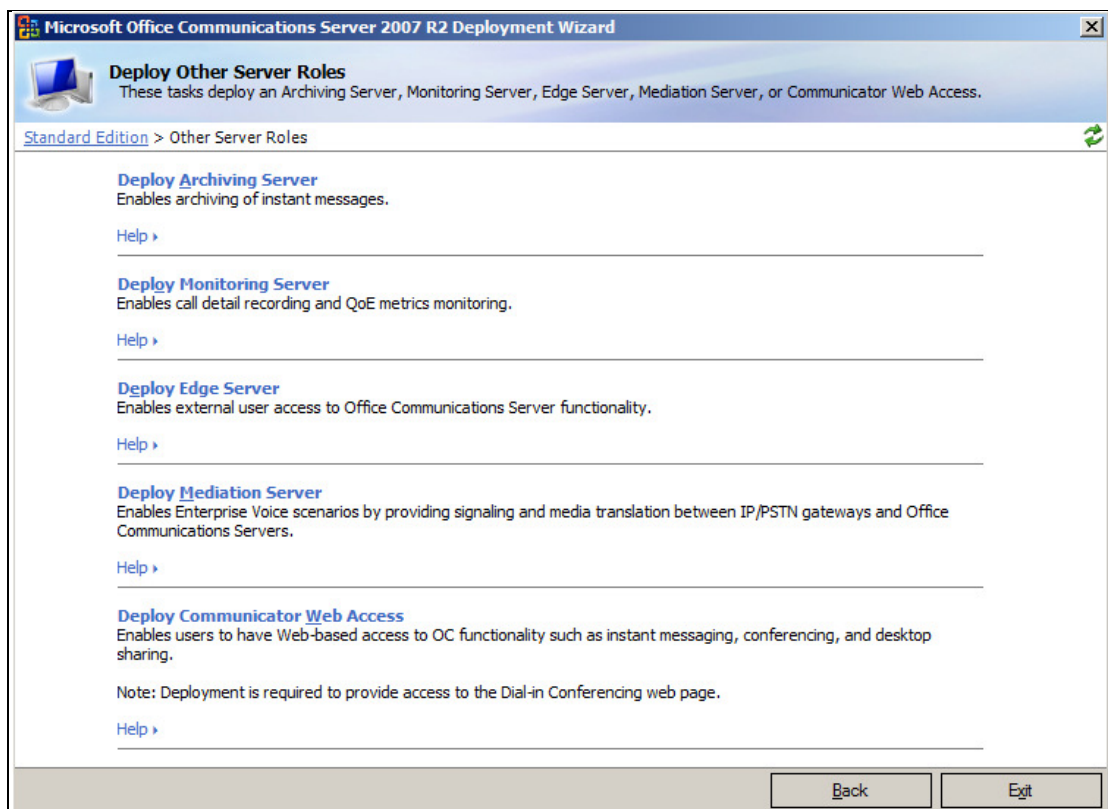 Microsoft Office Communications Server 2007 R2 Deployment Wizard
Deploy Other Server Roles
These tasks deploy an Archiving Server, Monitoring Server, Edge Server, Mediation Server, or Communicator Web Access.
Standard Edition > Other Server Roles
Deploy Archiving Server
Enables archiving of instant messages.
Help
Deploy Monitoring Server
Enables call detail recording and QoE metrics monitoring.
Help
Deploy Edge Server
Enables external user access to Office Communications Server functionality.
Help
Deploy Mediation Server
Enables Enterprise Voice scenarios by providing signaling and media translation between IP/PSTN gateways and Office
Communications Servers.
Help
Deploy Communicator Web Access
Enables users to have Web-based access to OC functionality such as instant messaging, conferencing, and desktop
sharing.
Note: Deployment is required to provide access to the Dial-in Conferencing web page.
Help
Back Exit